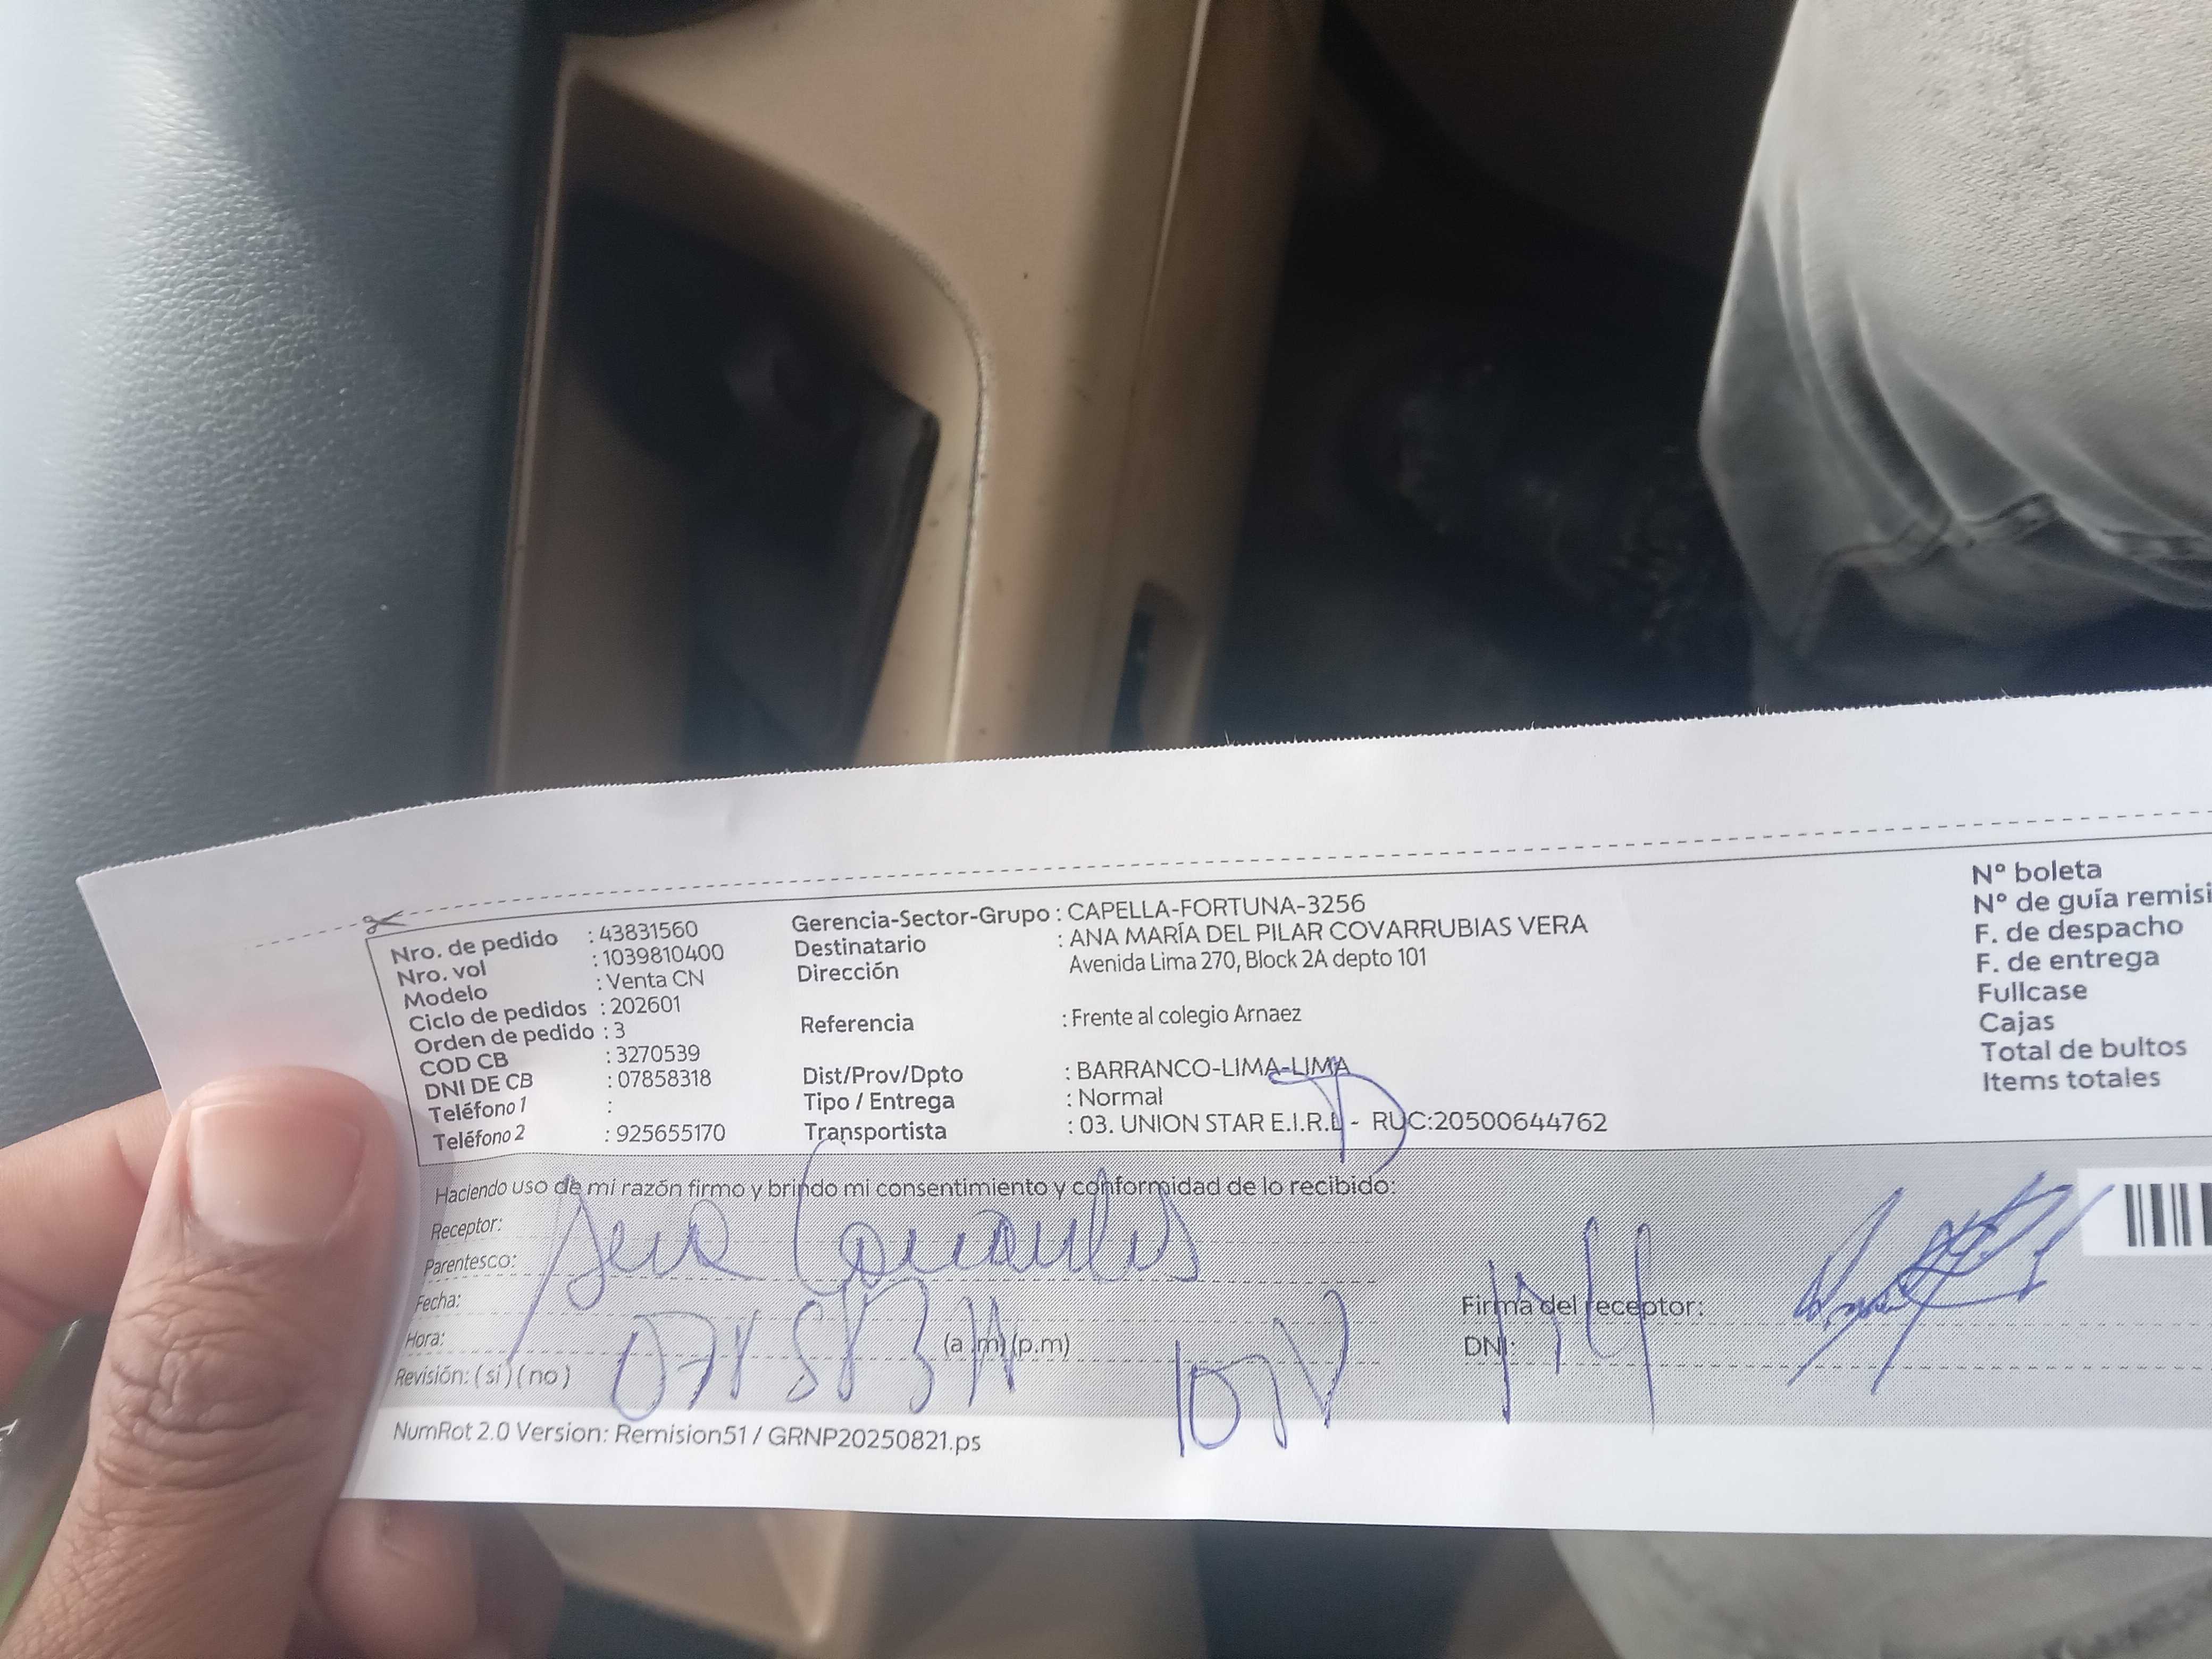 Nro. de pedido : 43831560
Nro. vol : 1039810400
Modelo : Venta CN
Ciclo de pedidos : 202601
Orden de pedido : 3
COD CB : 3270539
DNI DE CB : 07858318
Teléfono 1 :
Teléfono 2 : 925655170
Gerencia-Sector-Grupo : CAPELLA-FORTUNA-3256
Destinatario : ANA MARÍA DEL PILAR COVARRUBIAS VERA
Dirección Avenida Lima 270, Block 2A depto 101
Referencia : Frente al colegio Arnaez
Dist/Prov/Dpto : BARRANCO-LIMA-LIMA
Tipo / Entrega : Normal
Transportista : 03. UNION STAR E.I.R.L - RUC:20500644762
N° boleta
N° de guía remisi
F. de despacho
F. de entrega
Fullcase
Cajas
Total de bultos
Items totales
Haciendo uso de mi razón firmo y brindo mi consentimiento y conformidad de lo recibido:
Receptor:
Parentesco:
Fecha:
Hora: (a.m) (p.m)
Revisión: ( si ) ( no )
Firma del receptor:
DNI:
NumRot 2.0 Version: Remision51 / GRNP20250821.ps